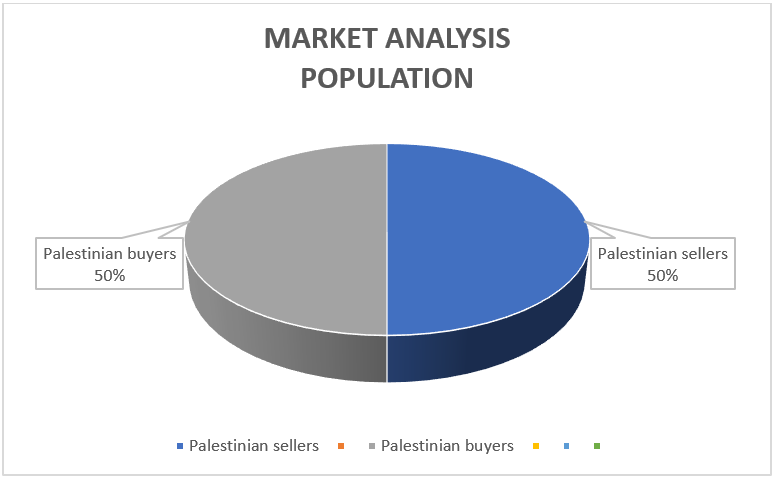 MARKET ANALYSIS
POPULATION
Palestinian buyers
50%
Palestinian sellers
50%
Palestinian sellers
Palestinian buyers